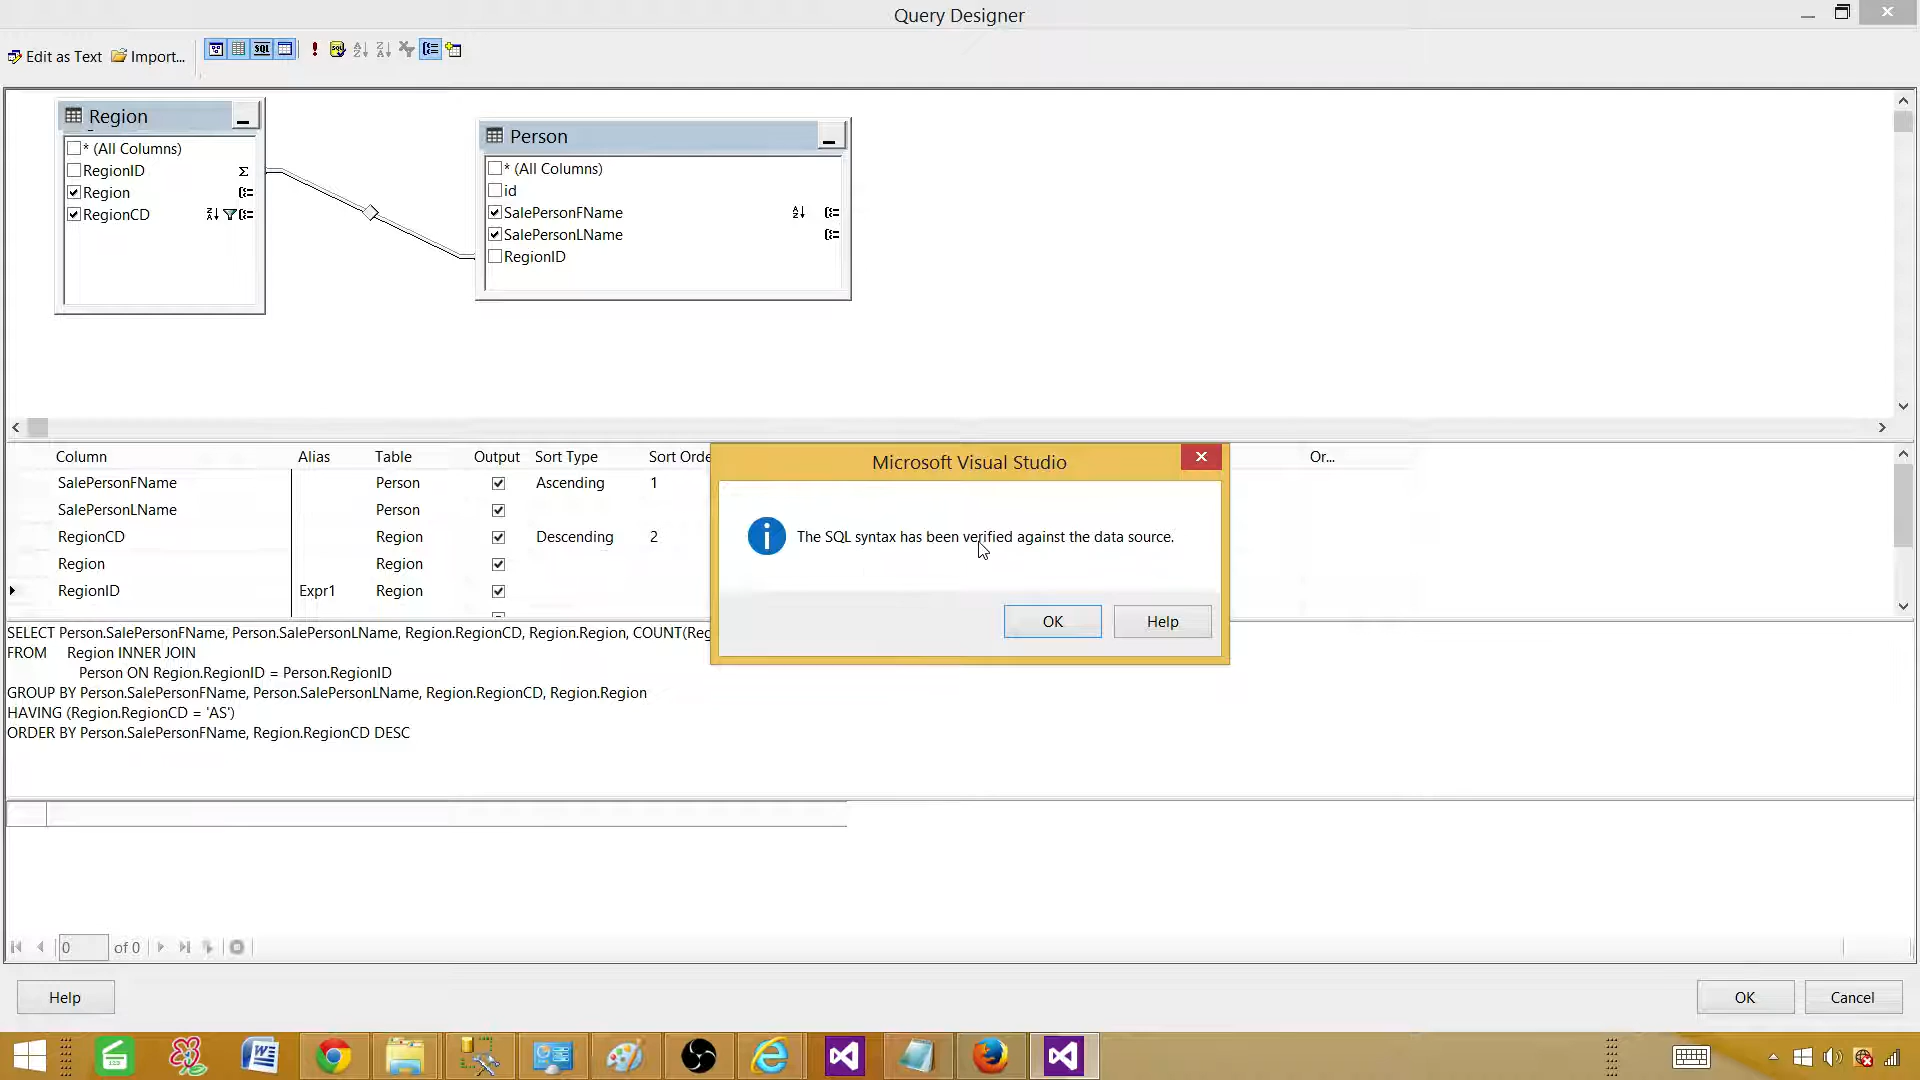 Query Designer
Edit as Text Import...
Region
* (All Columns)
RegionID
Region
RegionCD
Person
* (All Columns)
id
SalePersonFName
SalePersonLName
RegionID
Column Alias Table Output Sort Type Sort Orde Or...
SalePersonFName Person Ascending 1
SalePersonLName Person
RegionCD Region Descending 2
Region Region
RegionID Expr1 Region
Microsoft Visual Studio
The SQL syntax has been verified against the data source.
OK Help
SELECT Person.SalePersonFName, Person.SalePersonLName, Region.RegionCD, Region.Region, COUNT(Reg
FROM Region INNER JOIN
Person ON Region.RegionID = Person.RegionID
GROUP BY Person.SalePersonFName, Person.SalePersonLName, Region.RegionCD, Region.Region
HAVING (Region.RegionCD = 'AS')
ORDER BY Person.SalePersonFName, Region.RegionCD DESC
0 of 0
Help OK Cancel